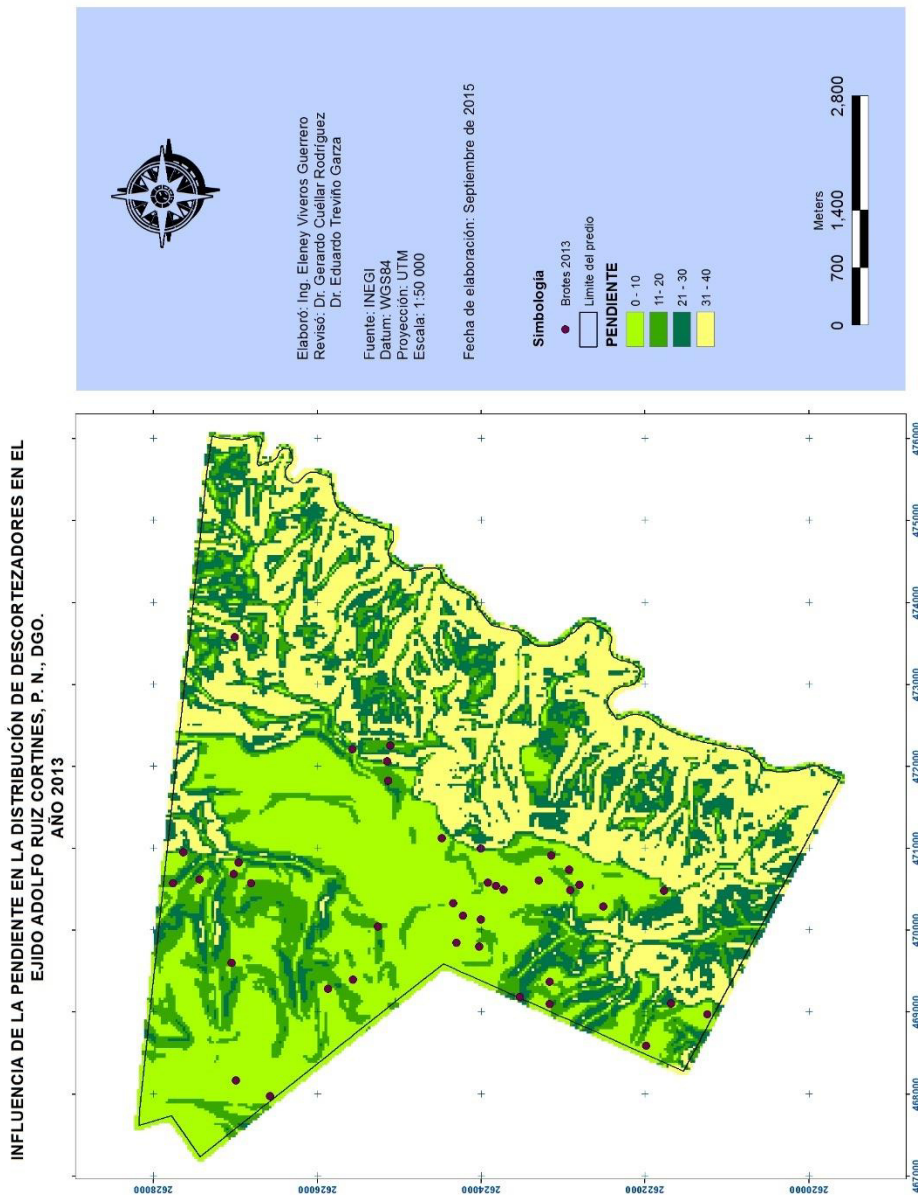 INFLUENCIA DE LA PENDIENTE EN LA DISTRIBUCIÓN DE DESCORTEZADORES EN EL
EJIDO ADOLFO RUIZ CORTINES, P. N., DGO.
AÑO 2013
2628000
2626000
2624000
2622000
2620000
467000
468000
469000
470000
471000
472000
473000
474000
475000
476000
Elaboró: Ing. Eleney Viveros Guerrero
Revisó: Dr. Gerardo Cuéllar Rodríguez
Dr. Eduardo Treviño Garza
Fuente: INEGI
Datum: WGS84
Proyección: UTM
Escala: 1:50 000
Fecha de elaboración: Septiembre de 2015
Simbología
Brotes 2013
Limite del predio
PENDIENTE
0 - 10
11- 20
21 - 30
31 - 40
Meters
0 700 1,400 2,800